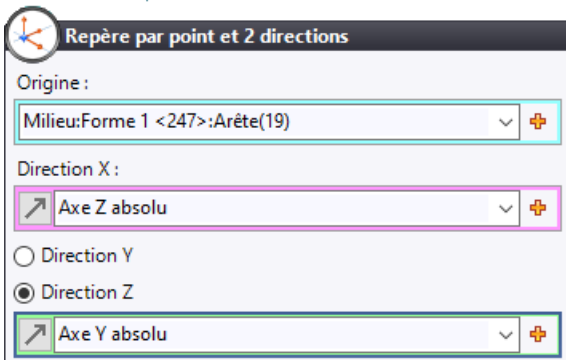 Repère par point et 2 directions
Origine :
Milieu:Forme 1 <247>:Arête(19)
Direction X :
Axe Z absolu
Direction Y
Direction Z
Axe Y absolu